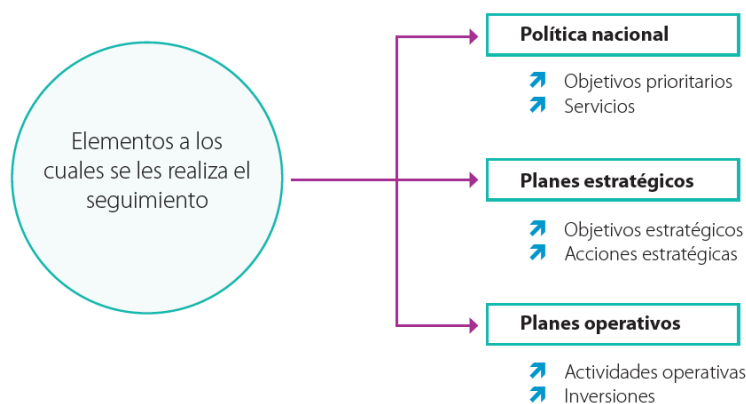 Elementos a los
cuales se les realiza el
seguimiento
Política nacional
Objetivos prioritarios
Servicios
Planes estratégicos
Objetivos estratégicos
Acciones estratégicas
Planes operativos
Actividades operativas
Inversiones